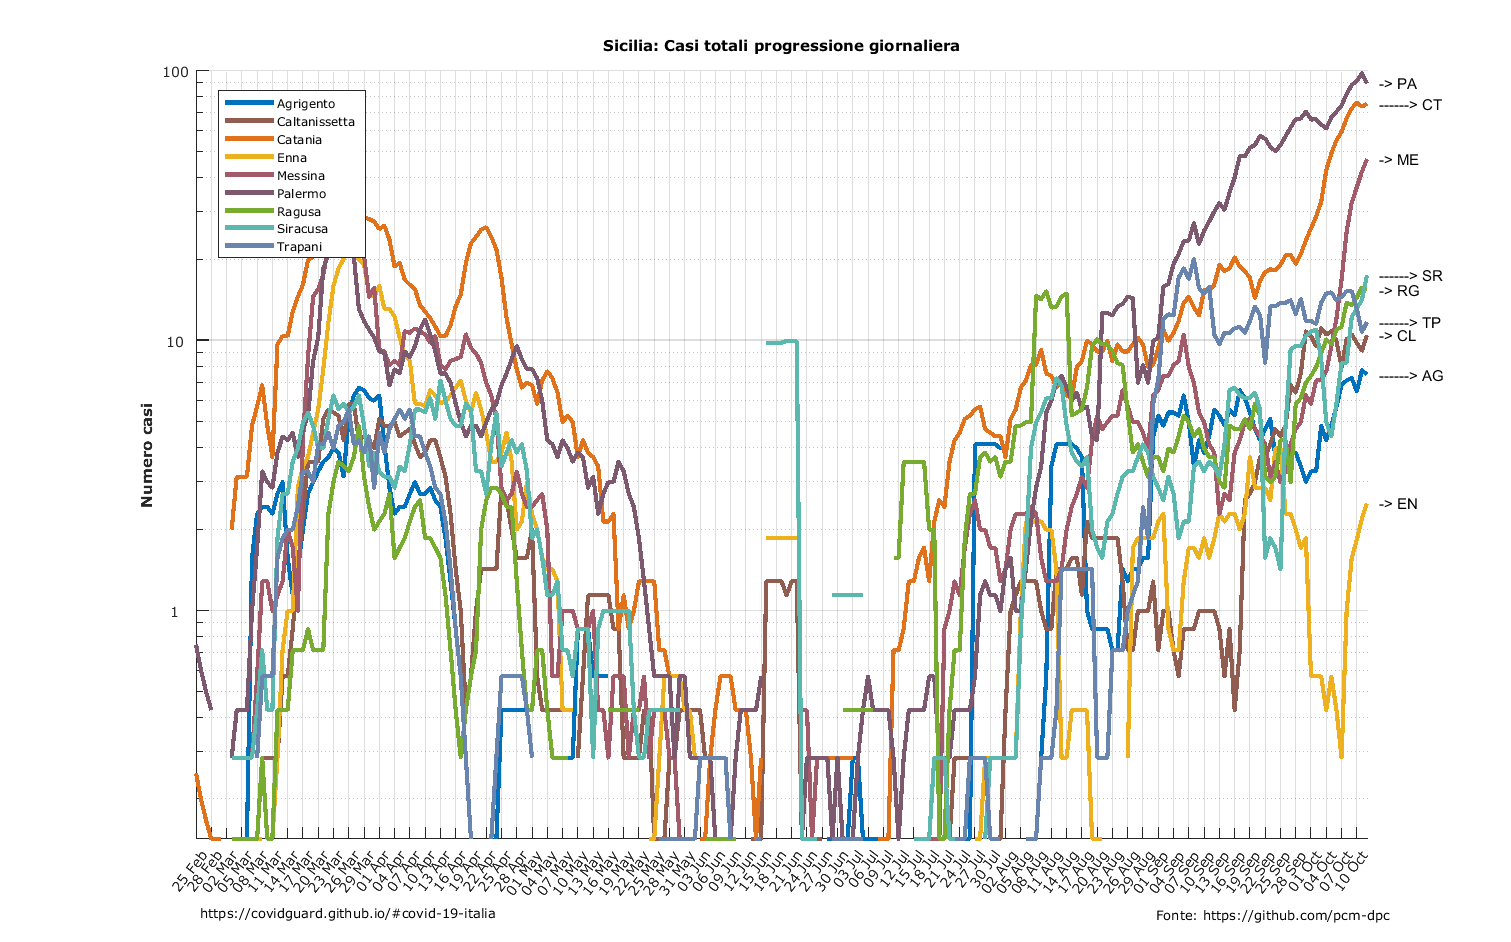 Sicilia: Casi totali progressione giornaliera
Numero casi
100
10
1
Agrigento
Caltanissetta
Catania
Enna
Messina
Palermo
Ragusa
Siracusa
Trapani
-> PA
------> CT
-> ME
------> SR
-> RG
------> TP
-> CL
------> AG
-> EN
25 Feb
28 Feb
02 Mar
05 Mar
08 Mar
11 Mar
14 Mar
17 Mar
20 Mar
23 Mar
26 Mar
29 Mar
01 Apr
04 Apr
07 Apr
10 Apr
13 Apr
16 Apr
19 Apr
22 Apr
25 Apr
28 Apr
01 May
04 May
07 May
10 May
13 May
16 May
19 May
22 May
25 May
28 May
31 May
03 Jun
06 Jun
09 Jun
12 Jun
15 Jun
18 Jun
21 Jun
24 Jun
27 Jun
30 Jun
03 Jul
06 Jul
09 Jul
12 Jul
15 Jul
18 Jul
21 Jul
24 Jul
27 Jul
30 Jul
02 Aug
05 Aug
08 Aug
11 Aug
14 Aug
17 Aug
20 Aug
23 Aug
26 Aug
29 Aug
01 Sep
04 Sep
07 Sep
10 Sep
13 Sep
16 Sep
19 Sep
22 Sep
25 Sep
28 Sep
01 Oct
04 Oct
07 Oct
10 Oct
https://covidguard.github.io/#covid-19-italia
Fonte: https://github.com/pcm-dpc